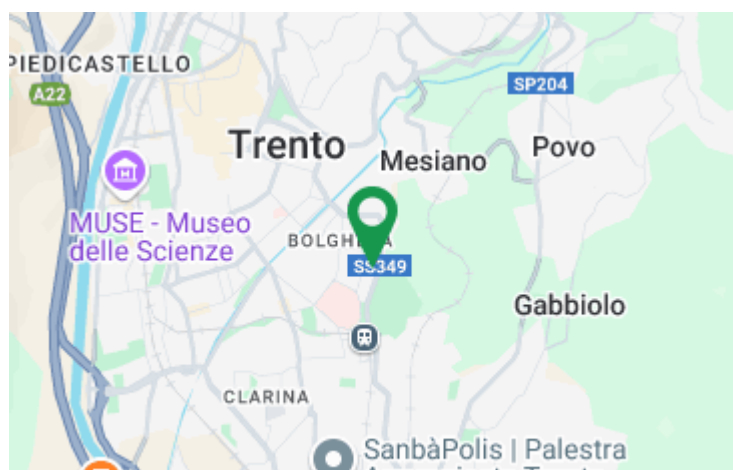 PIEDICASTELLO
A22
SP204
Trento
Mesiano
Povo
MUSE - Museo
delle Scienze
SS349
Gabbiolo
CLARINA
SanbàPolis | Palestra